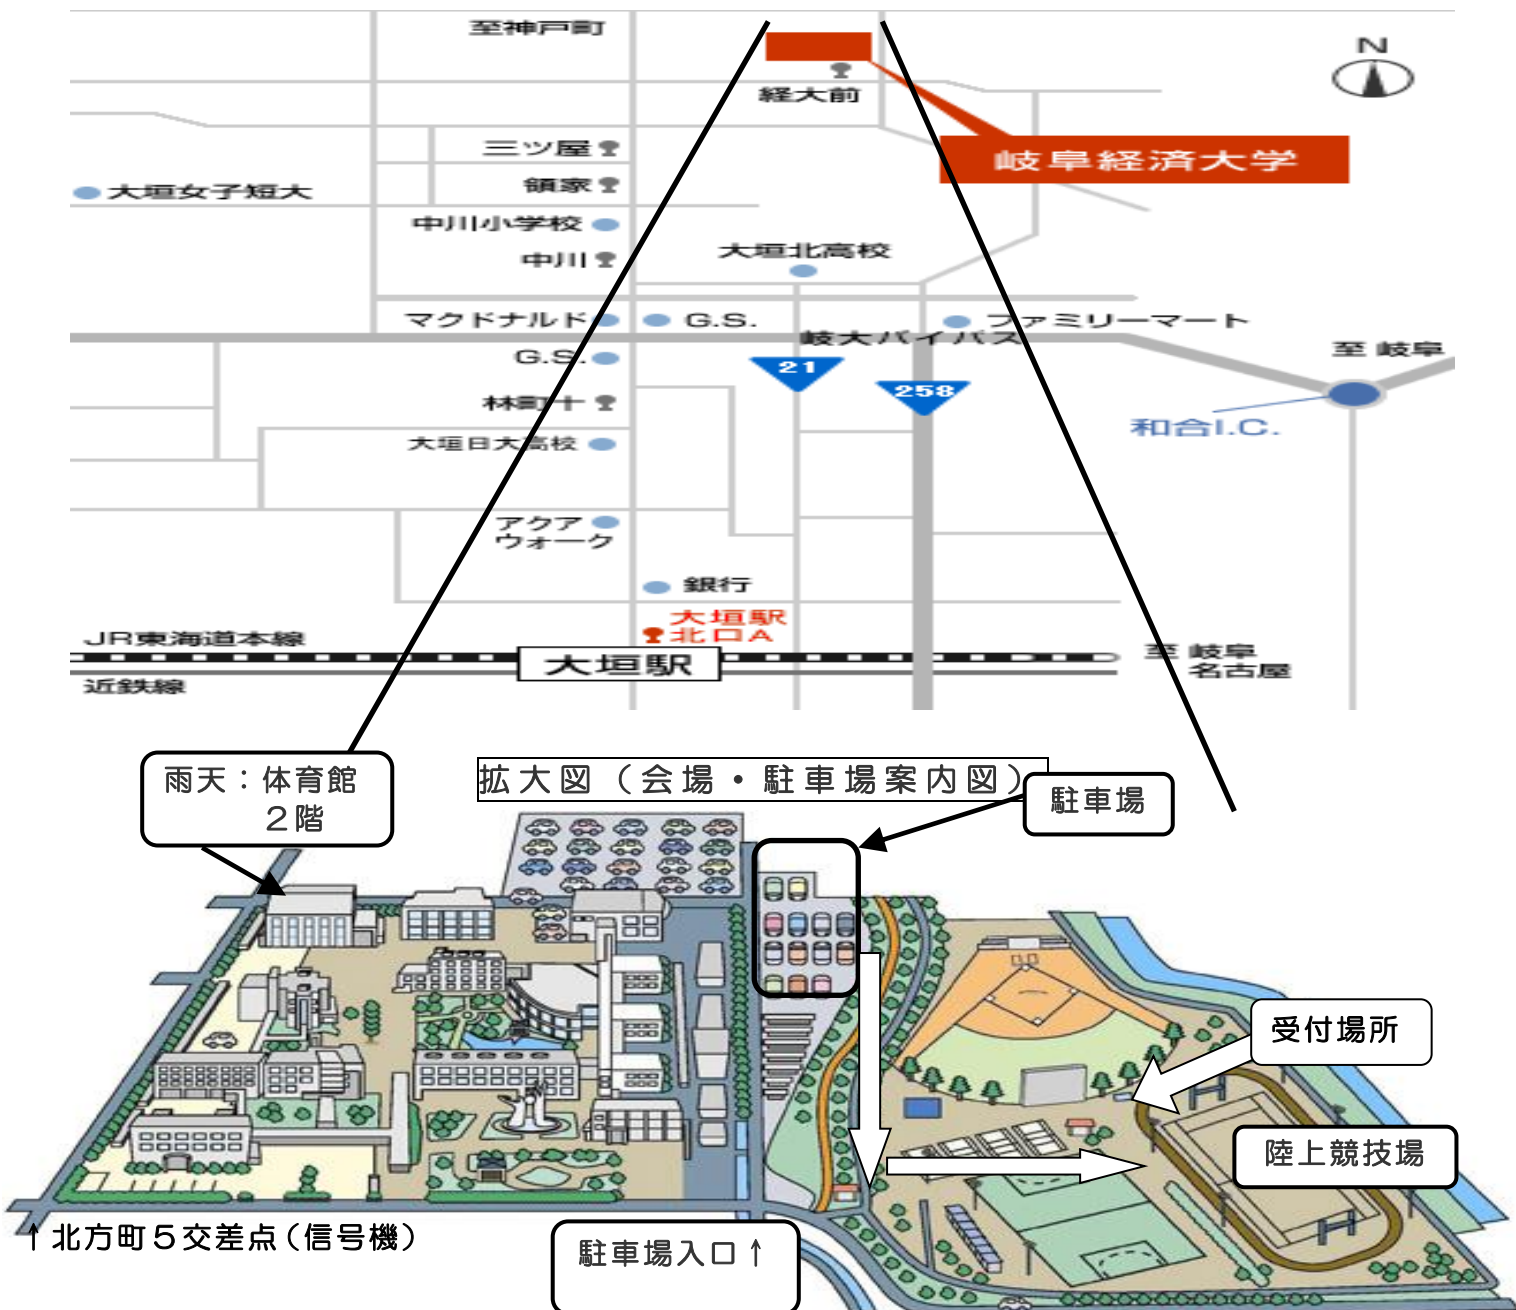 至神戸町
N
経大前
岐阜経済大学
三ツ屋
領家
大垣女子短大
中川小学校
中川
大垣北高校
マクドナルド
G.S.
ファミリーマート
岐大バイパス
至 岐阜
G.S.
21
258
林町十
和合I.C.
大垣日大高校
アクア
ウォーク
銀行
大垣駅
北口A
JR東海道本線
大垣駅
至 岐阜
名古屋
近鉄線
雨天：体育館
２階
拡大図（会場・駐車場案内図）
駐車場
受付場所
陸上競技場
↑北方町５交差点（信号機）
駐車場入口↑